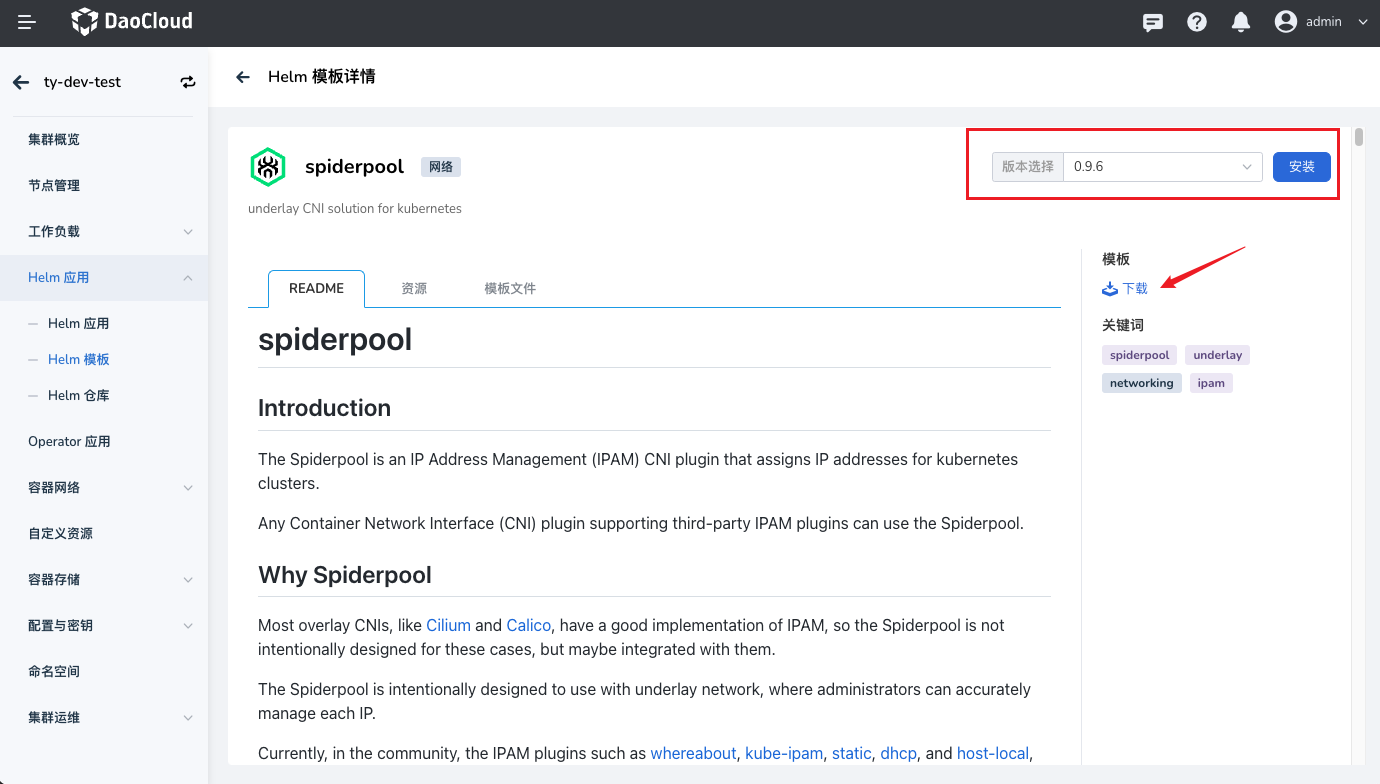 DaoCloud
admin
ty-dev-test
集群概览
节点管理
工作负载
Helm 应用
Helm 应用
Helm 模板
Helm 仓库
Operator 应用
容器网络
自定义资源
容器存储
配置与密钥
命名空间
集群运维
Helm 模板详情
spiderpool 网络
版本选择 0.9.6 安装
underlay CNI solution for kubernetes
README 资源 模板文件
spiderpool
Introduction
The Spiderpool is an IP Address Management (IPAM) CNI plugin that assigns IP addresses for kubernetes
clusters.
Any Container Network Interface (CNI) plugin supporting third-party IPAM plugins can use the Spiderpool.
Why Spiderpool
Most overlay CNIs, like Cilium and Calico, have a good implementation of IPAM, so the Spiderpool is not
intentionally designed for these cases, but maybe integrated with them.
The Spiderpool is intentionally designed to use with underlay network, where administrators can accurately
manage each IP.
Currently, in the community, the IPAM plugins such as whereabout, kube-ipam, static, dhcp, and host-local,
模板
下载
关键词
spiderpool underlay
networking ipam